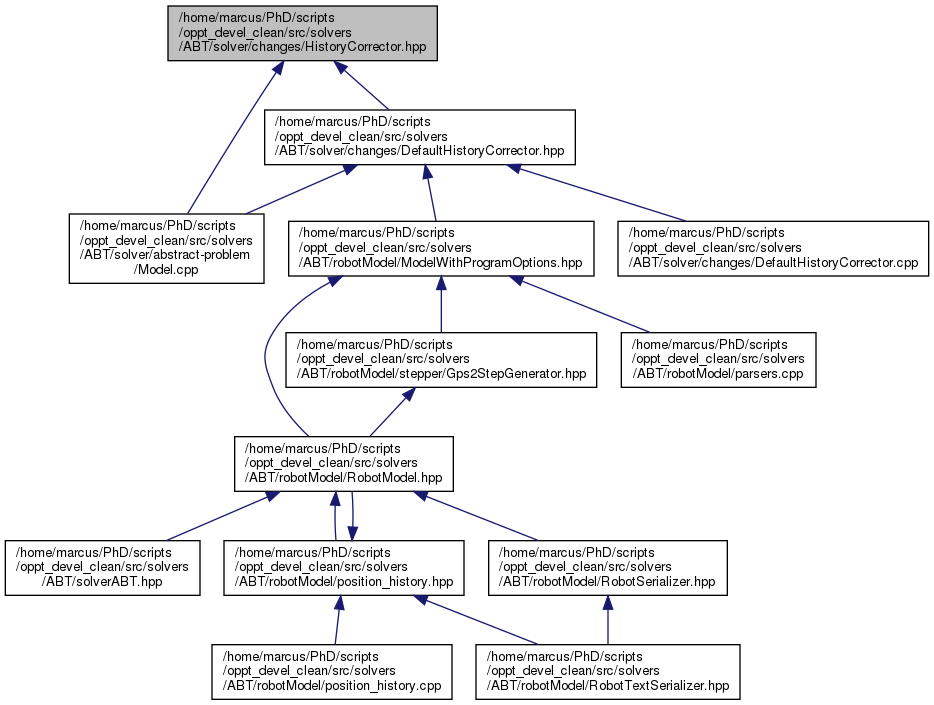 /home/marcus/PhD/scripts
/oppt_devel_clean/src/solvers
/ABT/solver/changes/HistoryCorrector.hpp
/home/marcus/PhD/scripts
/oppt_devel_clean/src/solvers
/ABT/solver/changes/DefaultHistoryCorrector.hpp
/home/marcus/PhD/scripts
/oppt_devel_clean/src/solvers
/ABT/solver/abstract-problem
/Model.cpp
/home/marcus/PhD/scripts
/oppt_devel_clean/src/solvers
/ABT/robotModel/ModelWithProgramOptions.hpp
/home/marcus/PhD/scripts
/oppt_devel_clean/src/solvers
/ABT/solver/changes/DefaultHistoryCorrector.cpp
/home/marcus/PhD/scripts
/oppt_devel_clean/src/solvers
/ABT/robotModel/stepper/Gps2StepGenerator.hpp
/home/marcus/PhD/scripts
/oppt_devel_clean/src/solvers
/ABT/robotModel/parsers.cpp
/home/marcus/PhD/scripts
/oppt_devel_clean/src/solvers
/ABT/robotModel/RobotModel.hpp
/home/marcus/PhD/scripts
/oppt_devel_clean/src/solvers
/ABT/solverABT.hpp
/home/marcus/PhD/scripts
/oppt_devel_clean/src/solvers
/ABT/robotModel/position_history.hpp
/home/marcus/PhD/scripts
/oppt_devel_clean/src/solvers
/ABT/robotModel/RobotSerializer.hpp
/home/marcus/PhD/scripts
/oppt_devel_clean/src/solvers
/ABT/robotModel/position_history.cpp
/home/marcus/PhD/scripts
/oppt_devel_clean/src/solvers
/ABT/robotModel/RobotTextSerializer.hpp